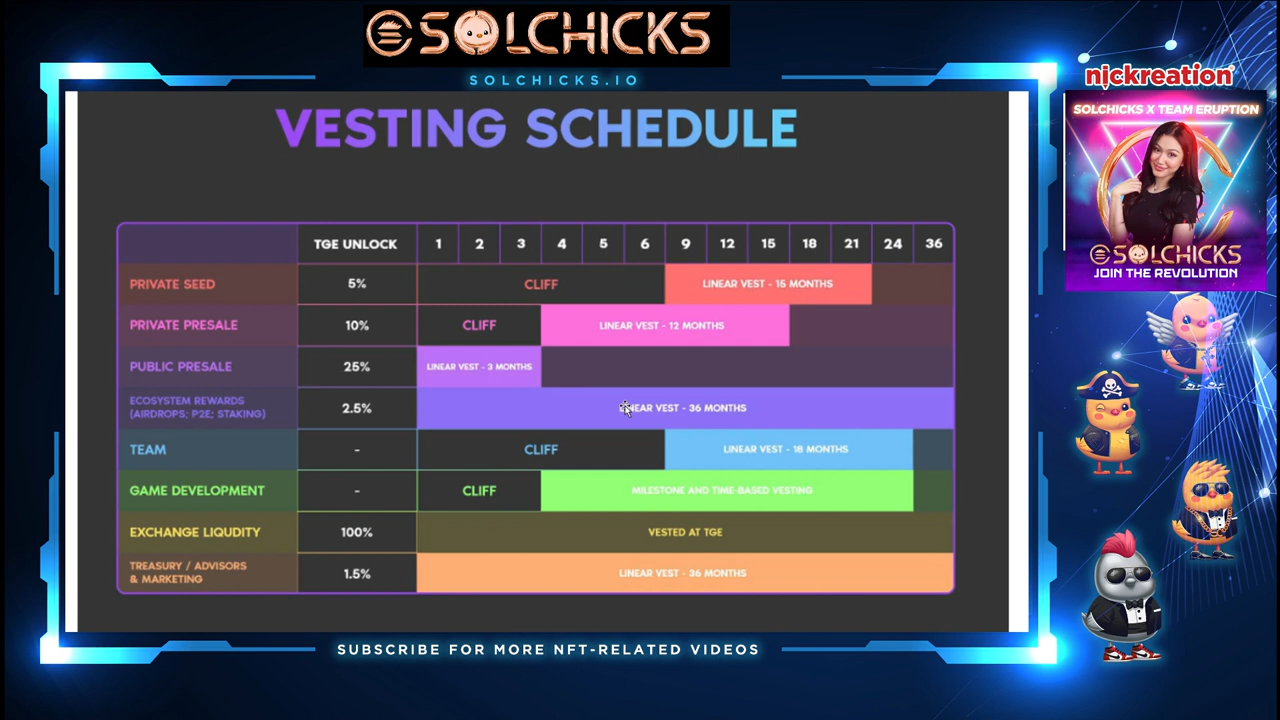 SOLCHICKS
SOLCHICKS.IO
nickreation
SOLCHICKS X TEAM ERUPTION
SOLCHICKS
JOIN THE REVOLUTION
VESTING SCHEDULE
TGE UNLOCK 1 2 3 4 5 6 9 12 15 18 21 24 36
PRIVATE SEED 5% CLIFF LINEAR VEST - 15 MONTHS
PRIVATE PRESALE 10% CLIFF LINEAR VEST - 12 MONTHS
PUBLIC PRESALE 25% LINEAR VEST - 3 MONTHS
ECOSYSTEM REWARDS
(AIRDROPS; P2E; STAKING) 2.5% LINEAR VEST - 36 MONTHS
TEAM - CLIFF LINEAR VEST - 18 MONTHS
GAME DEVELOPMENT - CLIFF MILESTONE AND TIME-BASED VESTING
EXCHANGE LIQUDITY 100% VESTED AT TGE
TREASURY / ADVISORS
& MARKETING 1.5% LINEAR VEST - 36 MONTHS
SUBSCRIBE FOR MORE NFT-RELATED VIDEOS